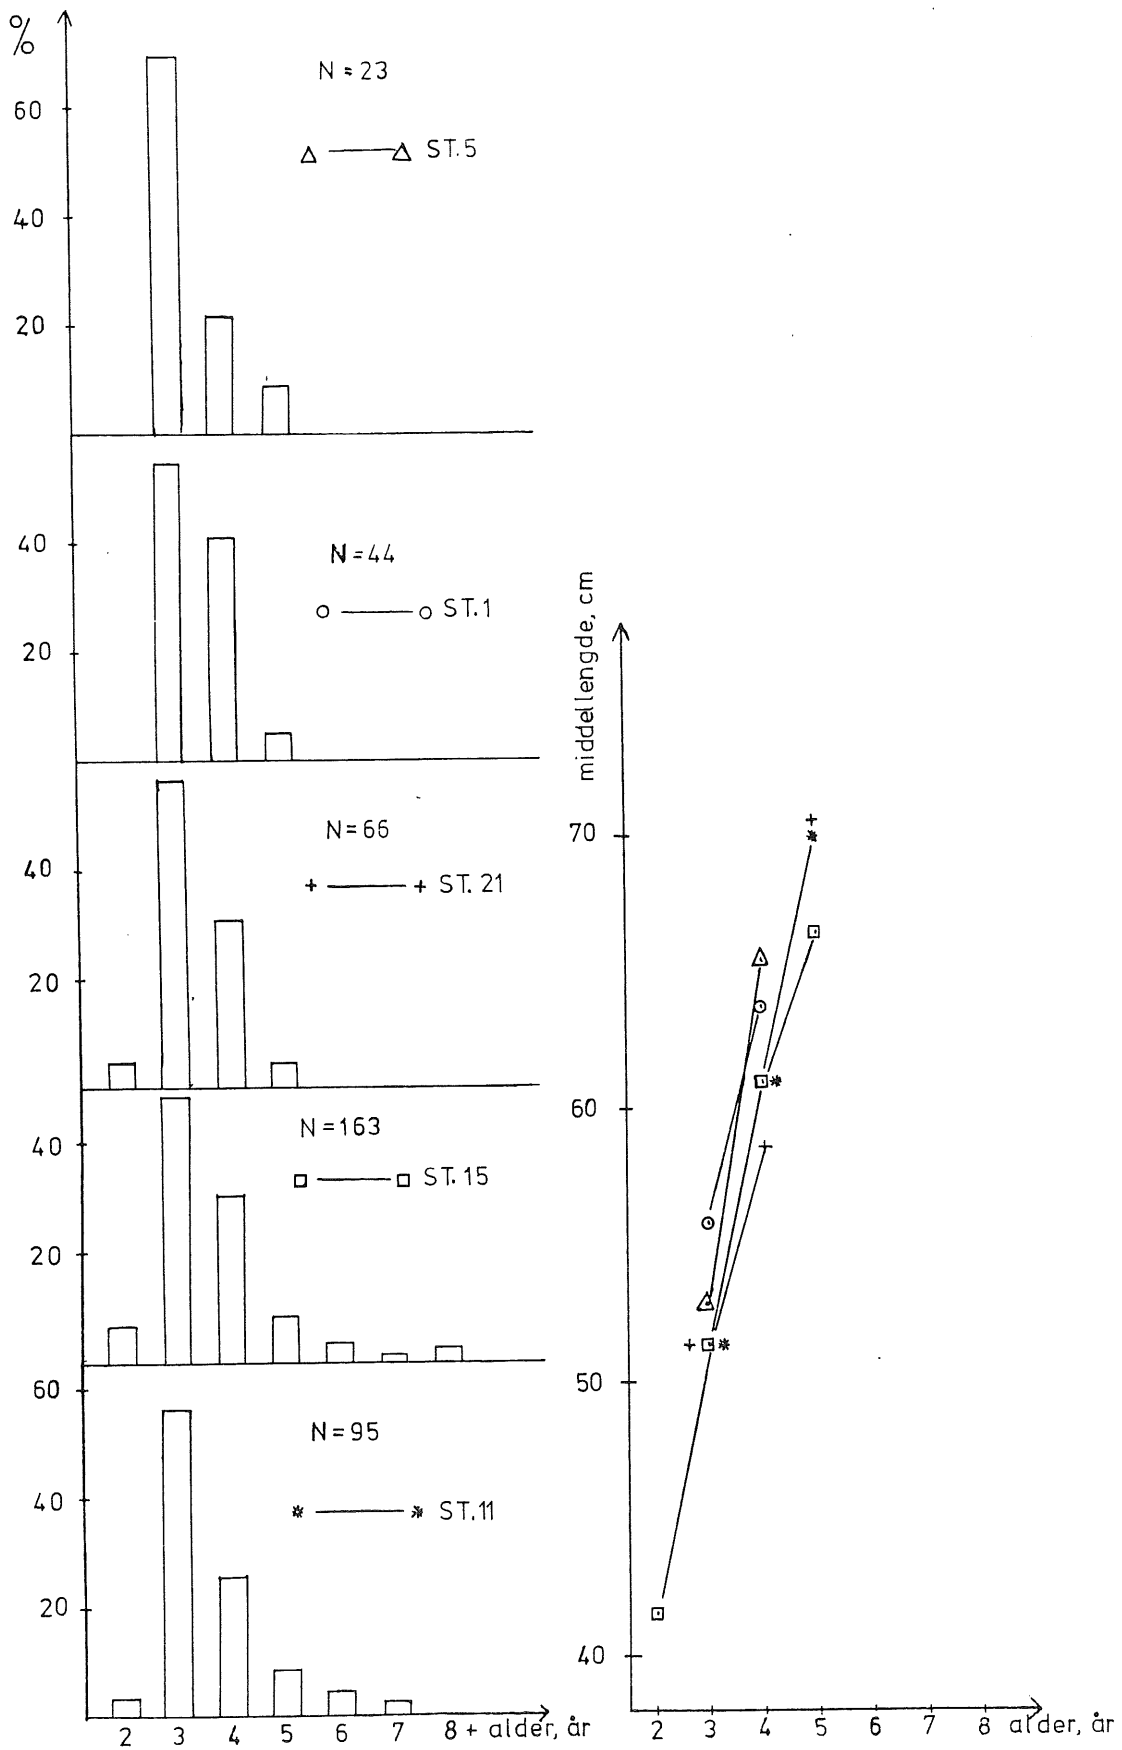 %
N = 23
60
△ —— △ ST.5
40
20
N = 44
40
○ —— ○ ST.1
20
N = 66
40
+ —— + ST. 21
20
N = 163
40
□ —— □ ST. 15
20
60
N = 95
40
* —— * ST.11
20
2 3 4 5 6 7 8 + alder, år
middellengde, cm
70
60
50
40
2 3 4 5 6 7 8 alder, år